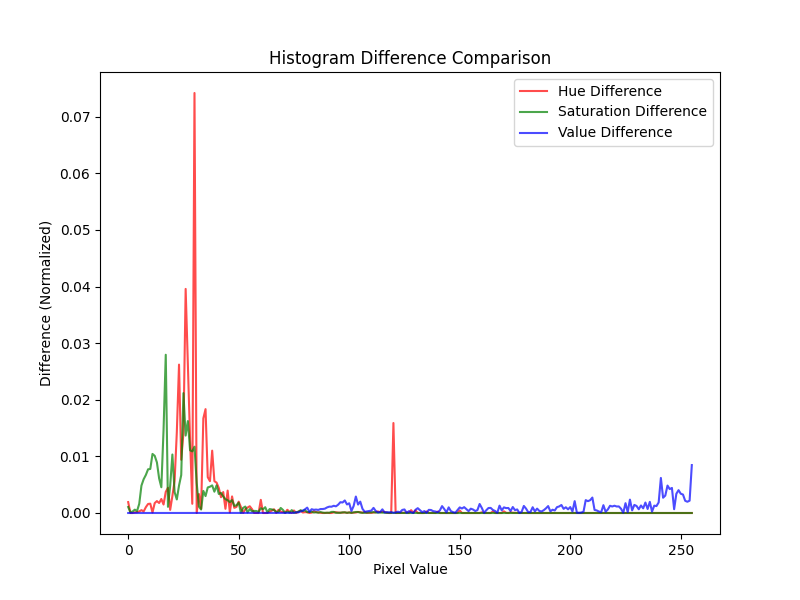 Histogram Difference Comparison
Hue Difference
Saturation Difference
Value Difference
0.07
0.06
0.05
0.04
0.03
0.02
0.01
0.00
Difference (Normalized)
0 50 100 150 200 250
Pixel Value